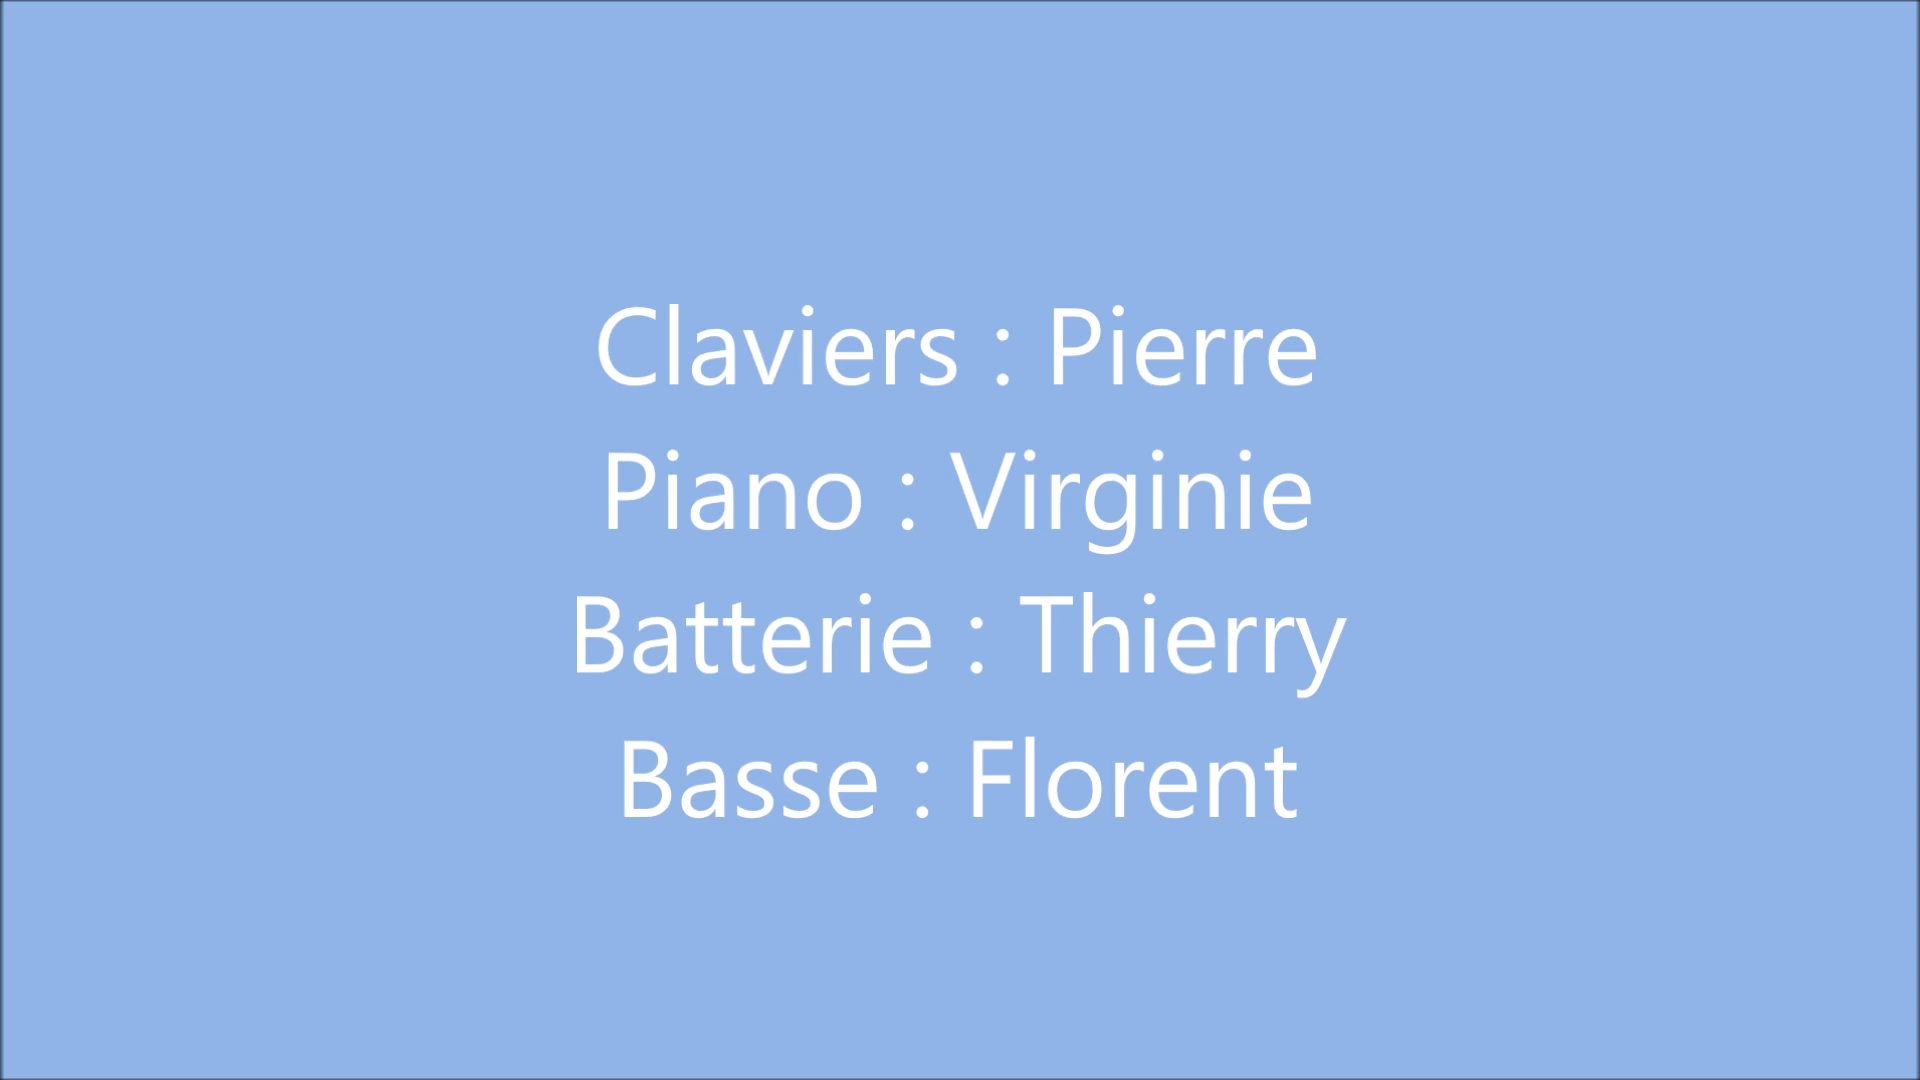 Claviers : Pierre
Piano : Virginie
Batterie : Thierry
Basse : Florent